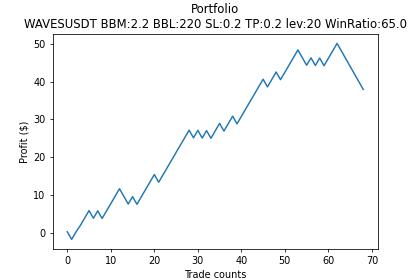 Portfolio
WAVESUSDT BBM:2.2 BBL:220 SL:0.2 TP:0.2 lev:20 WinRatio:65.0
50
40
30
20
10
0
Profit ($)
0 10 20 30 40 50 60 70
Trade counts